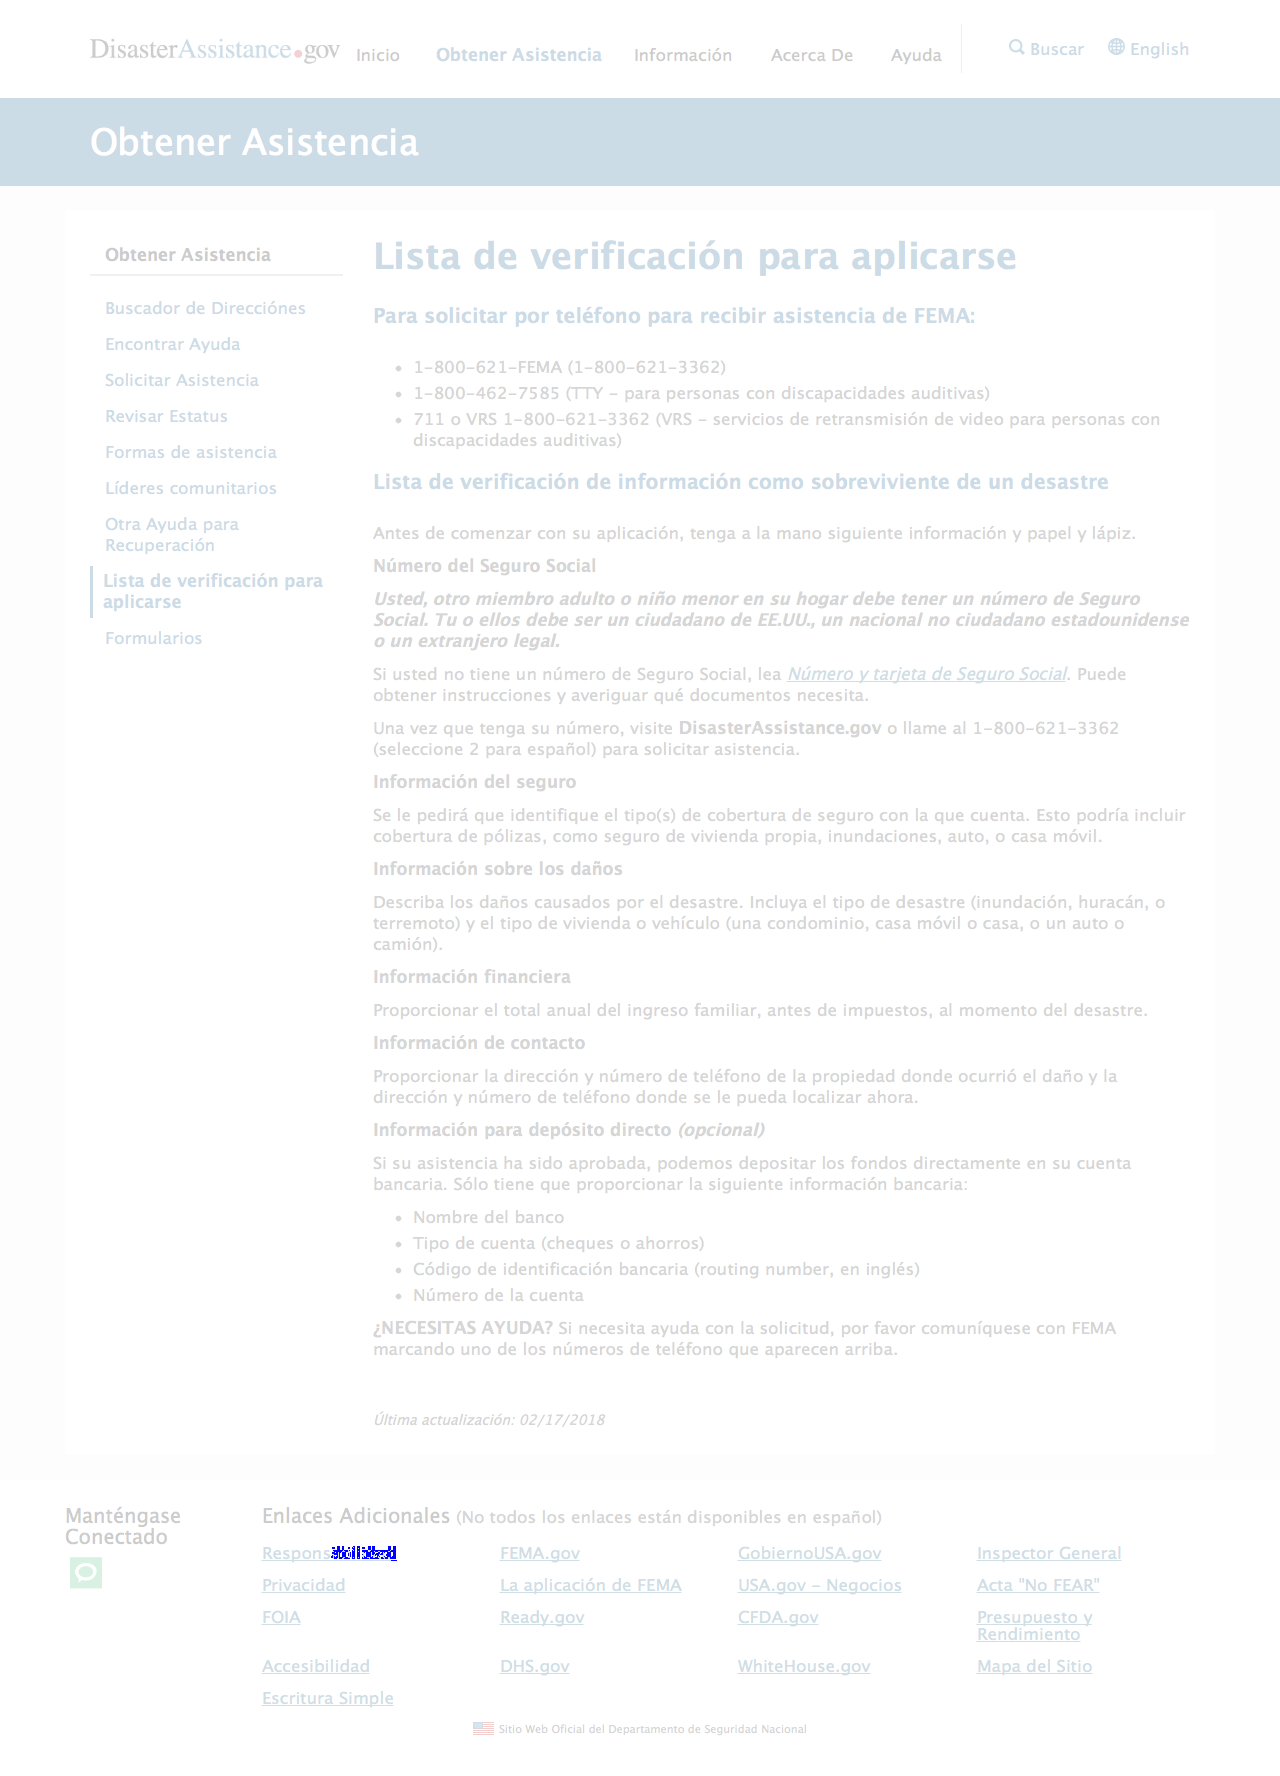 DisasterAssistance.gov
Inicio
Obtener Asistencia
Información
Acerca De
Ayuda
Buscar
English
Obtener Asistencia
Obtener Asistencia
Buscador de Direcciónes
Encontrar Ayuda
Solicitar Asistencia
Revisar Estatus
Formas de asistencia
Líderes comunitarios
Otra Ayuda para
Recuperación
Lista de verificación para
aplicarse
Formularios
Lista de verificación para aplicarse
Para solicitar por teléfono para recibir asistencia de FEMA:
• 1-800-621-FEMA (1-800-621-3362)
• 1-800-462-7585 (TTY - para personas con discapacidades auditivas)
• 711 o VRS 1-800-621-3362 (VRS - servicios de retransmisión de video para personas con
discapacidades auditivas)
Lista de verificación de información como sobreviviente de un desastre
Antes de comenzar con su aplicación, tenga a la mano siguiente información y papel y lápiz.
Número del Seguro Social
Usted, otro miembro adulto o niño menor en su hogar debe tener un número de Seguro
Social. Tu o ellos debe ser un ciudadano de EE.UU., un nacional no ciudadano estadounidense
o un extranjero legal.
Si usted no tiene un número de Seguro Social, lea Número y tarjeta de Seguro Social. Puede
obtener instrucciones y averiguar qué documentos necesita.
Una vez que tenga su número, visite DisasterAssistance.gov o llame al 1-800-621-3362
(seleccione 2 para español) para solicitar asistencia.
Información del seguro
Se le pedirá que identifique el tipo(s) de cobertura de seguro con la que cuenta. Esto podría incluir
cobertura de pólizas, como seguro de vivienda propia, inundaciones, auto, o casa móvil.
Información sobre los daños
Describa los daños causados por el desastre. Incluya el tipo de desastre (inundación, huracán, o
terremoto) y el tipo de vivienda o vehículo (una condominio, casa móvil o casa, o un auto o
camión).
Información financiera
Proporcionar el total anual del ingreso familiar, antes de impuestos, al momento del desastre.
Información de contacto
Proporcionar la dirección y número de teléfono de la propiedad donde ocurrió el daño y la
dirección y número de teléfono donde se le pueda localizar ahora.
Información para depósito directo (opcional)
Si su asistencia ha sido aprobada, podemos depositar los fondos directamente en su cuenta
bancaria. Sólo tiene que proporcionar la siguiente información bancaria:
• Nombre del banco
• Tipo de cuenta (cheques o ahorros)
• Código de identificación bancaria (routing number, en inglés)
• Número de la cuenta
¿NECESITAS AYUDA? Si necesita ayuda con la solicitud, por favor comuníquese con FEMA
marcando uno de los números de teléfono que aparecen arriba.
Última actualización: 02/17/2018
Manténgase
Conectado
Enlaces Adicionales (No todos los enlaces están disponibles en español)
FEMA.gov
GobiernoUSA.gov
Inspector General
Privacidad
La aplicación de FEMA
USA.gov - Negocios
Acta "No FEAR"
FOIA
Ready.gov
CFDA.gov
Presupuesto y
Rendimiento
Accesibilidad
DHS.gov
WhiteHouse.gov
Mapa del Sitio
Escritura Simple
Sitio Web Oficial del Departamento de Seguridad Nacional